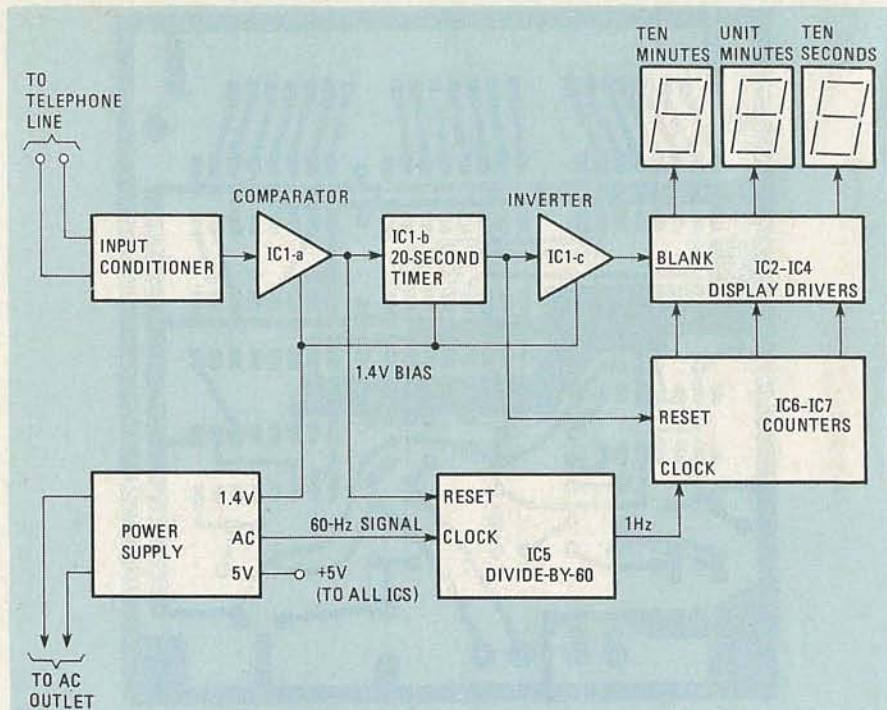 TEN
MINUTES
UNIT
MINUTES
TEN
SECONDS
TO
TELEPHONE
LINE
INPUT
CONDITIONER
COMPARATOR
IC1-a
IC1-b
20-SECOND
TIMER
INVERTER
IC1-c
BLANK
IC2–IC4
DISPLAY DRIVERS
1.4V BIAS
RESET
IC6–IC7
COUNTERS
CLOCK
POWER
SUPPLY
1.4V
AC
5V
60-Hz SIGNAL
+5V
(TO ALL ICS)
RESET
CLOCK
IC5
DIVIDE-BY-60
1Hz
TO AC
OUTLET